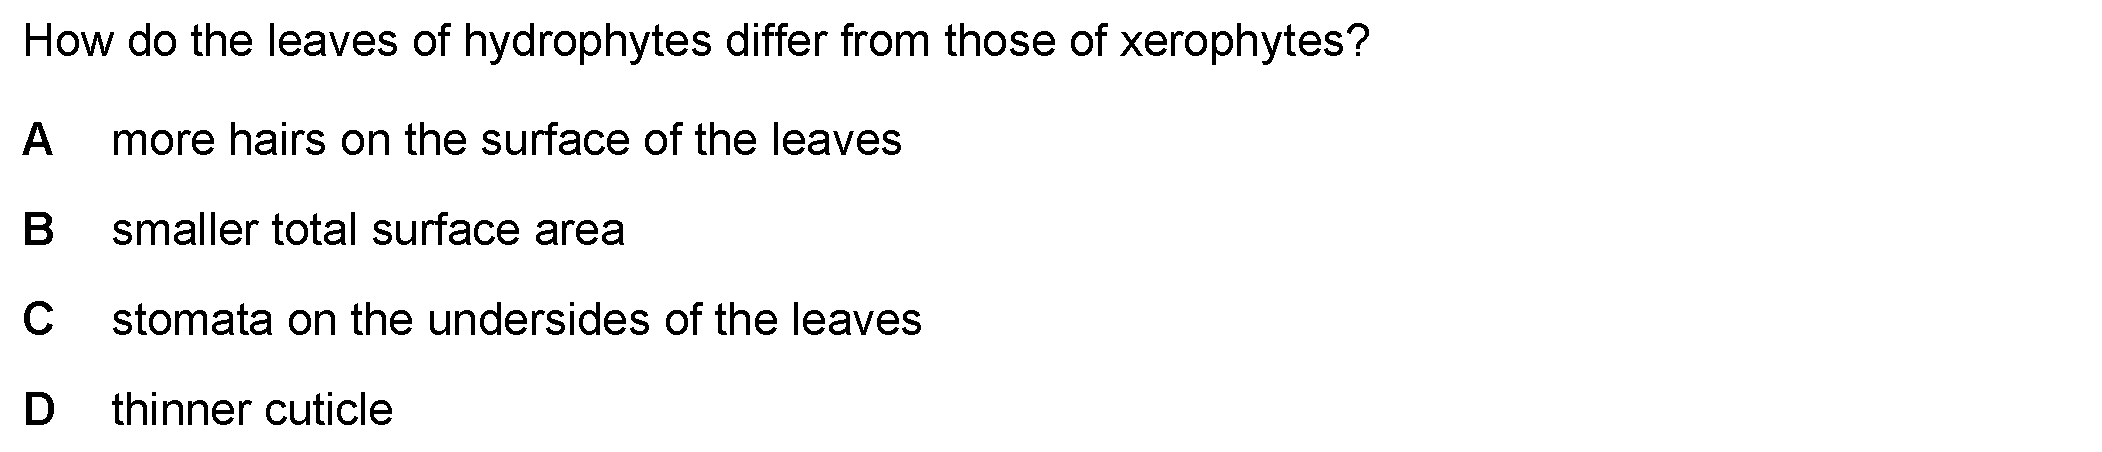 How do the leaves of hydrophytes differ from those of xerophytes?
A more hairs on the surface of the leaves
B smaller total surface area
C stomata on the undersides of the leaves
D thinner cuticle